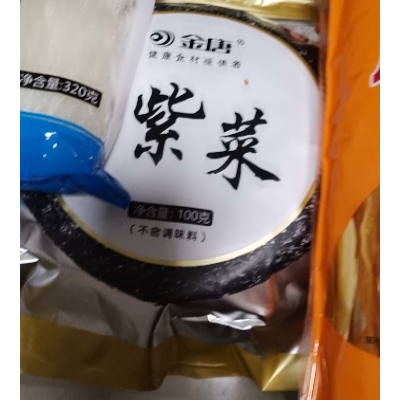 金唐®
健康食材提供者
净含量:320克
紫菜
净含量: 100克
(不含调味料)